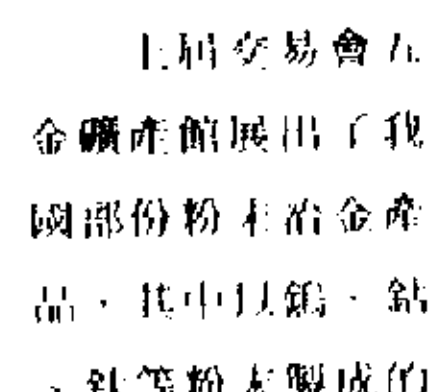 上屆交易會五
金礦產館展出了我
國部份粉末冶金產
品，其中以鎢、鈷
、鈦等粉末製成的